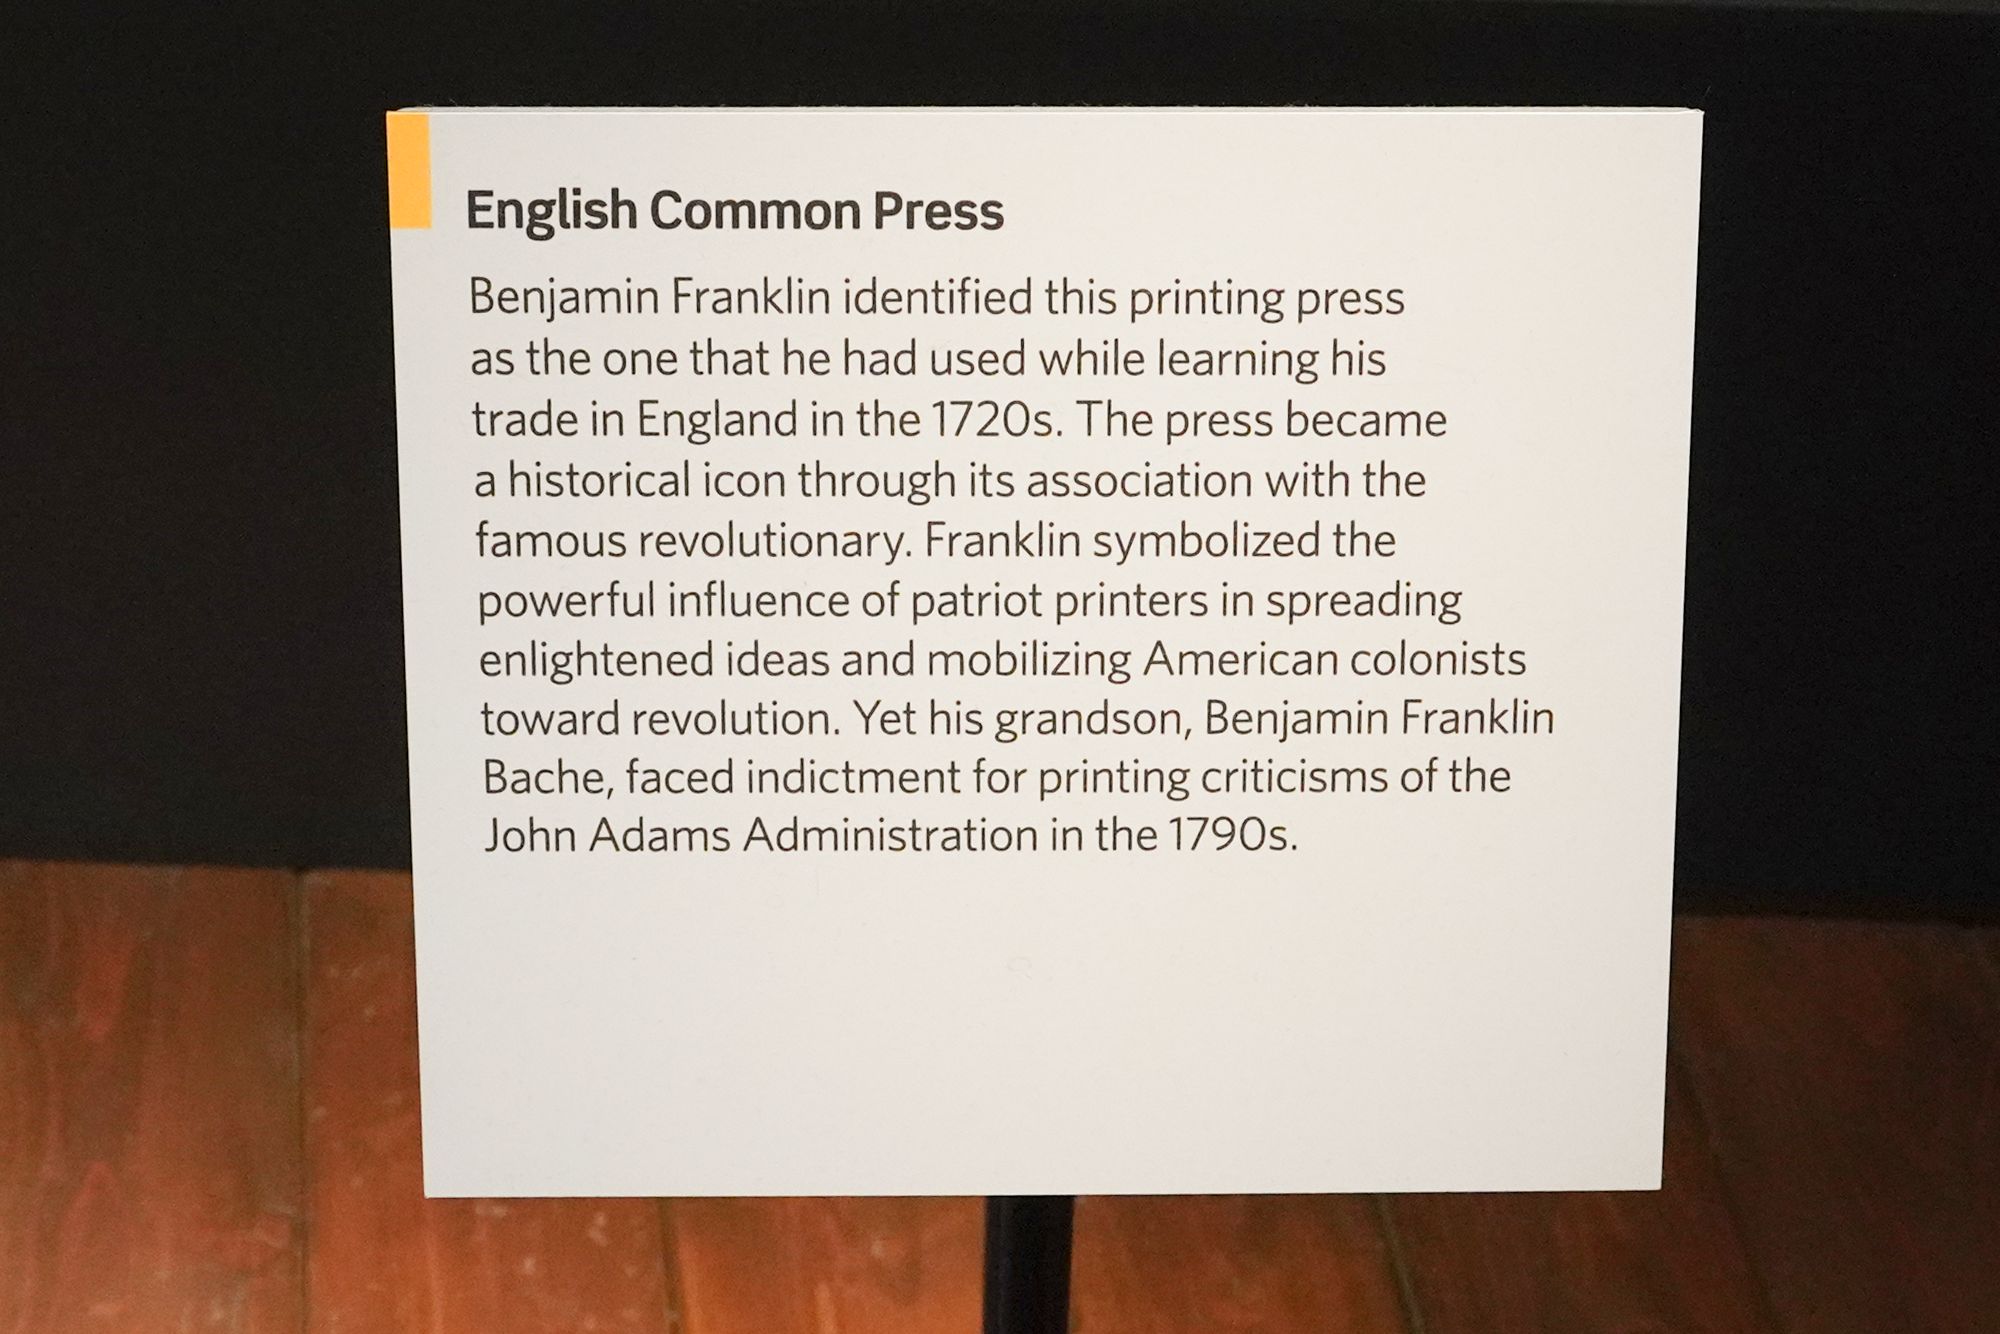 English Common Press
Benjamin Franklin identified this printing press
as the one that he had used while learning his
trade in England in the 1720s. The press became
a historical icon through its association with the
famous revolutionary. Franklin symbolized the
powerful influence of patriot printers in spreading
enlightened ideas and mobilizing American colonists
toward revolution. Yet his grandson, Benjamin Franklin
Bache, faced indictment for printing criticisms of the
John Adams Administration in the 1790s.